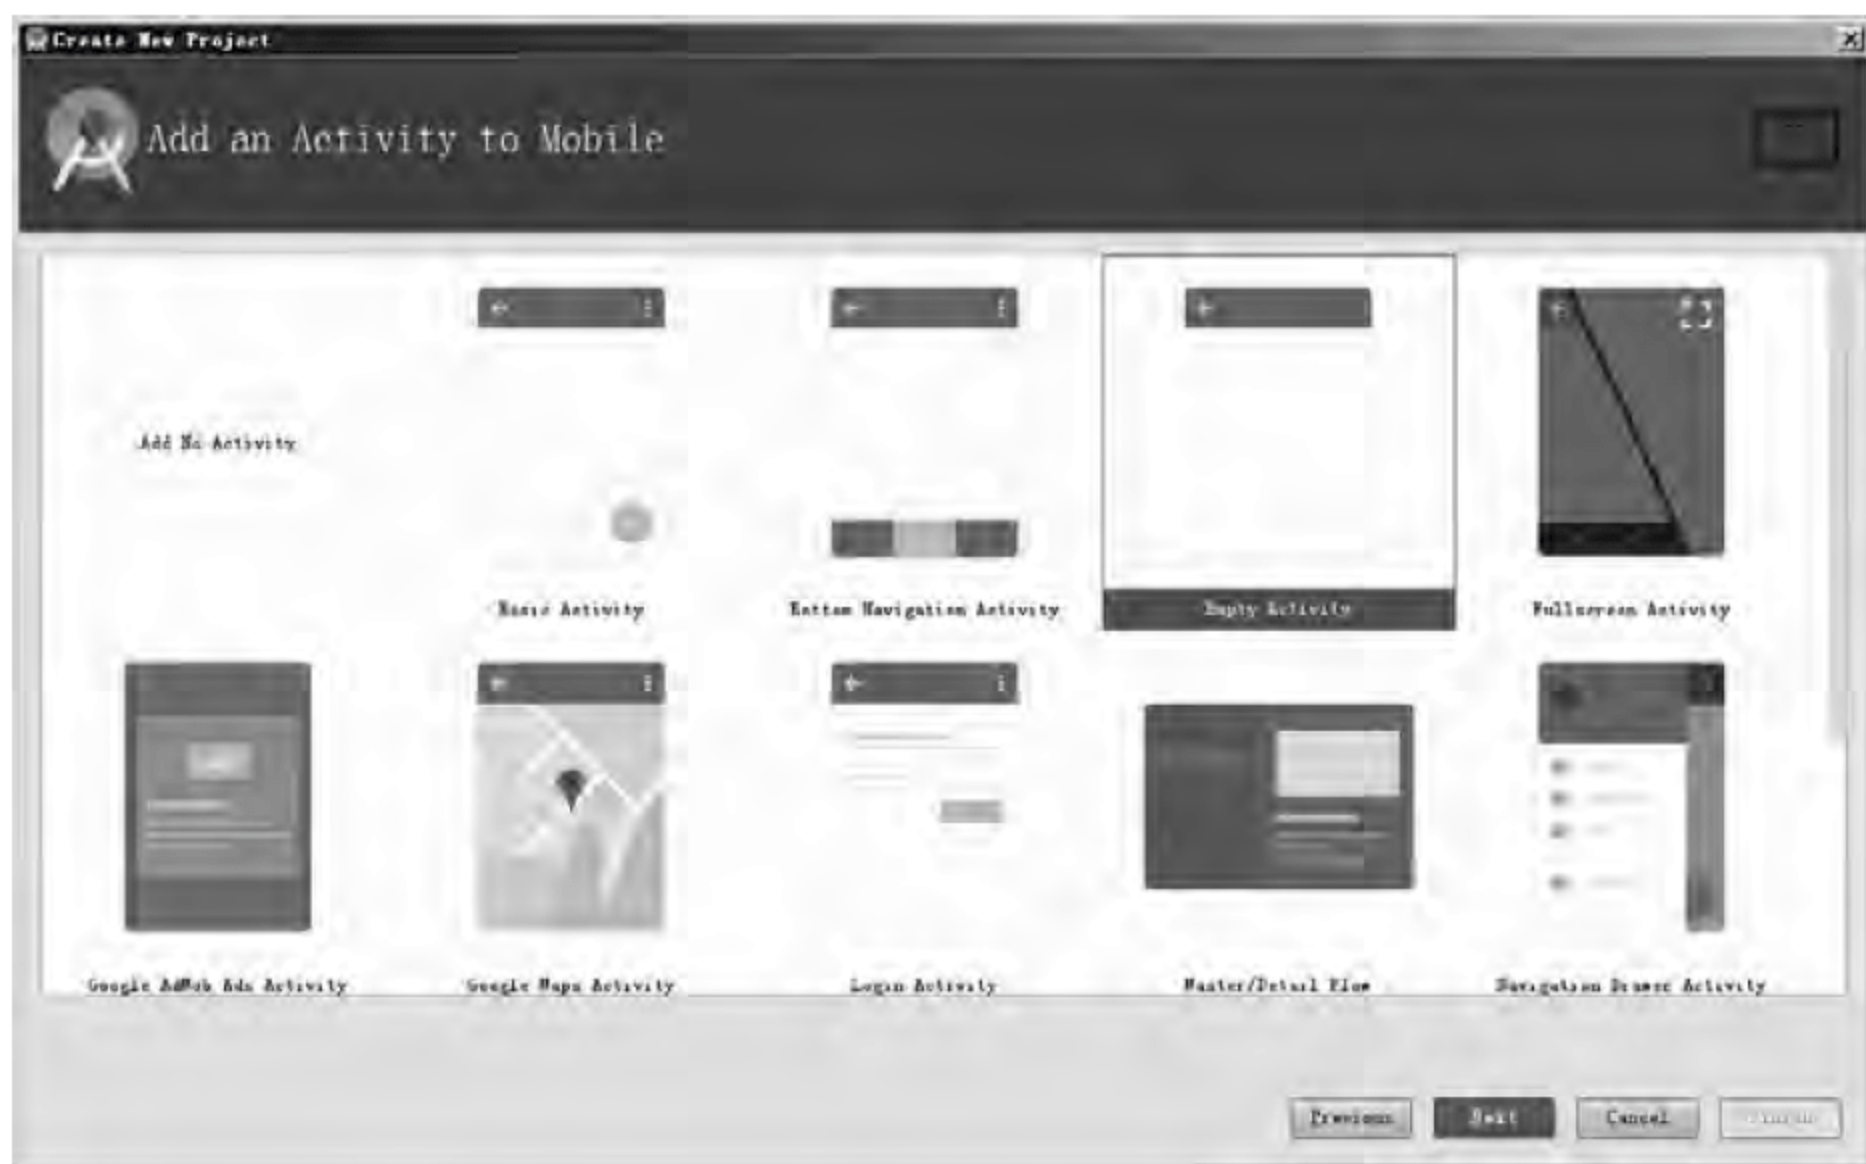 Create New Project
Add an Activity to Mobile
Add No Activity
Basic Activity
Bottom Navigation Activity
Empty Activity
Fullscreen Activity
Google AdMob Ads Activity
Google Maps Activity
Login Activity
Master/Detail Flow
Navigation Drawer Activity
Previous
Next
Cancel